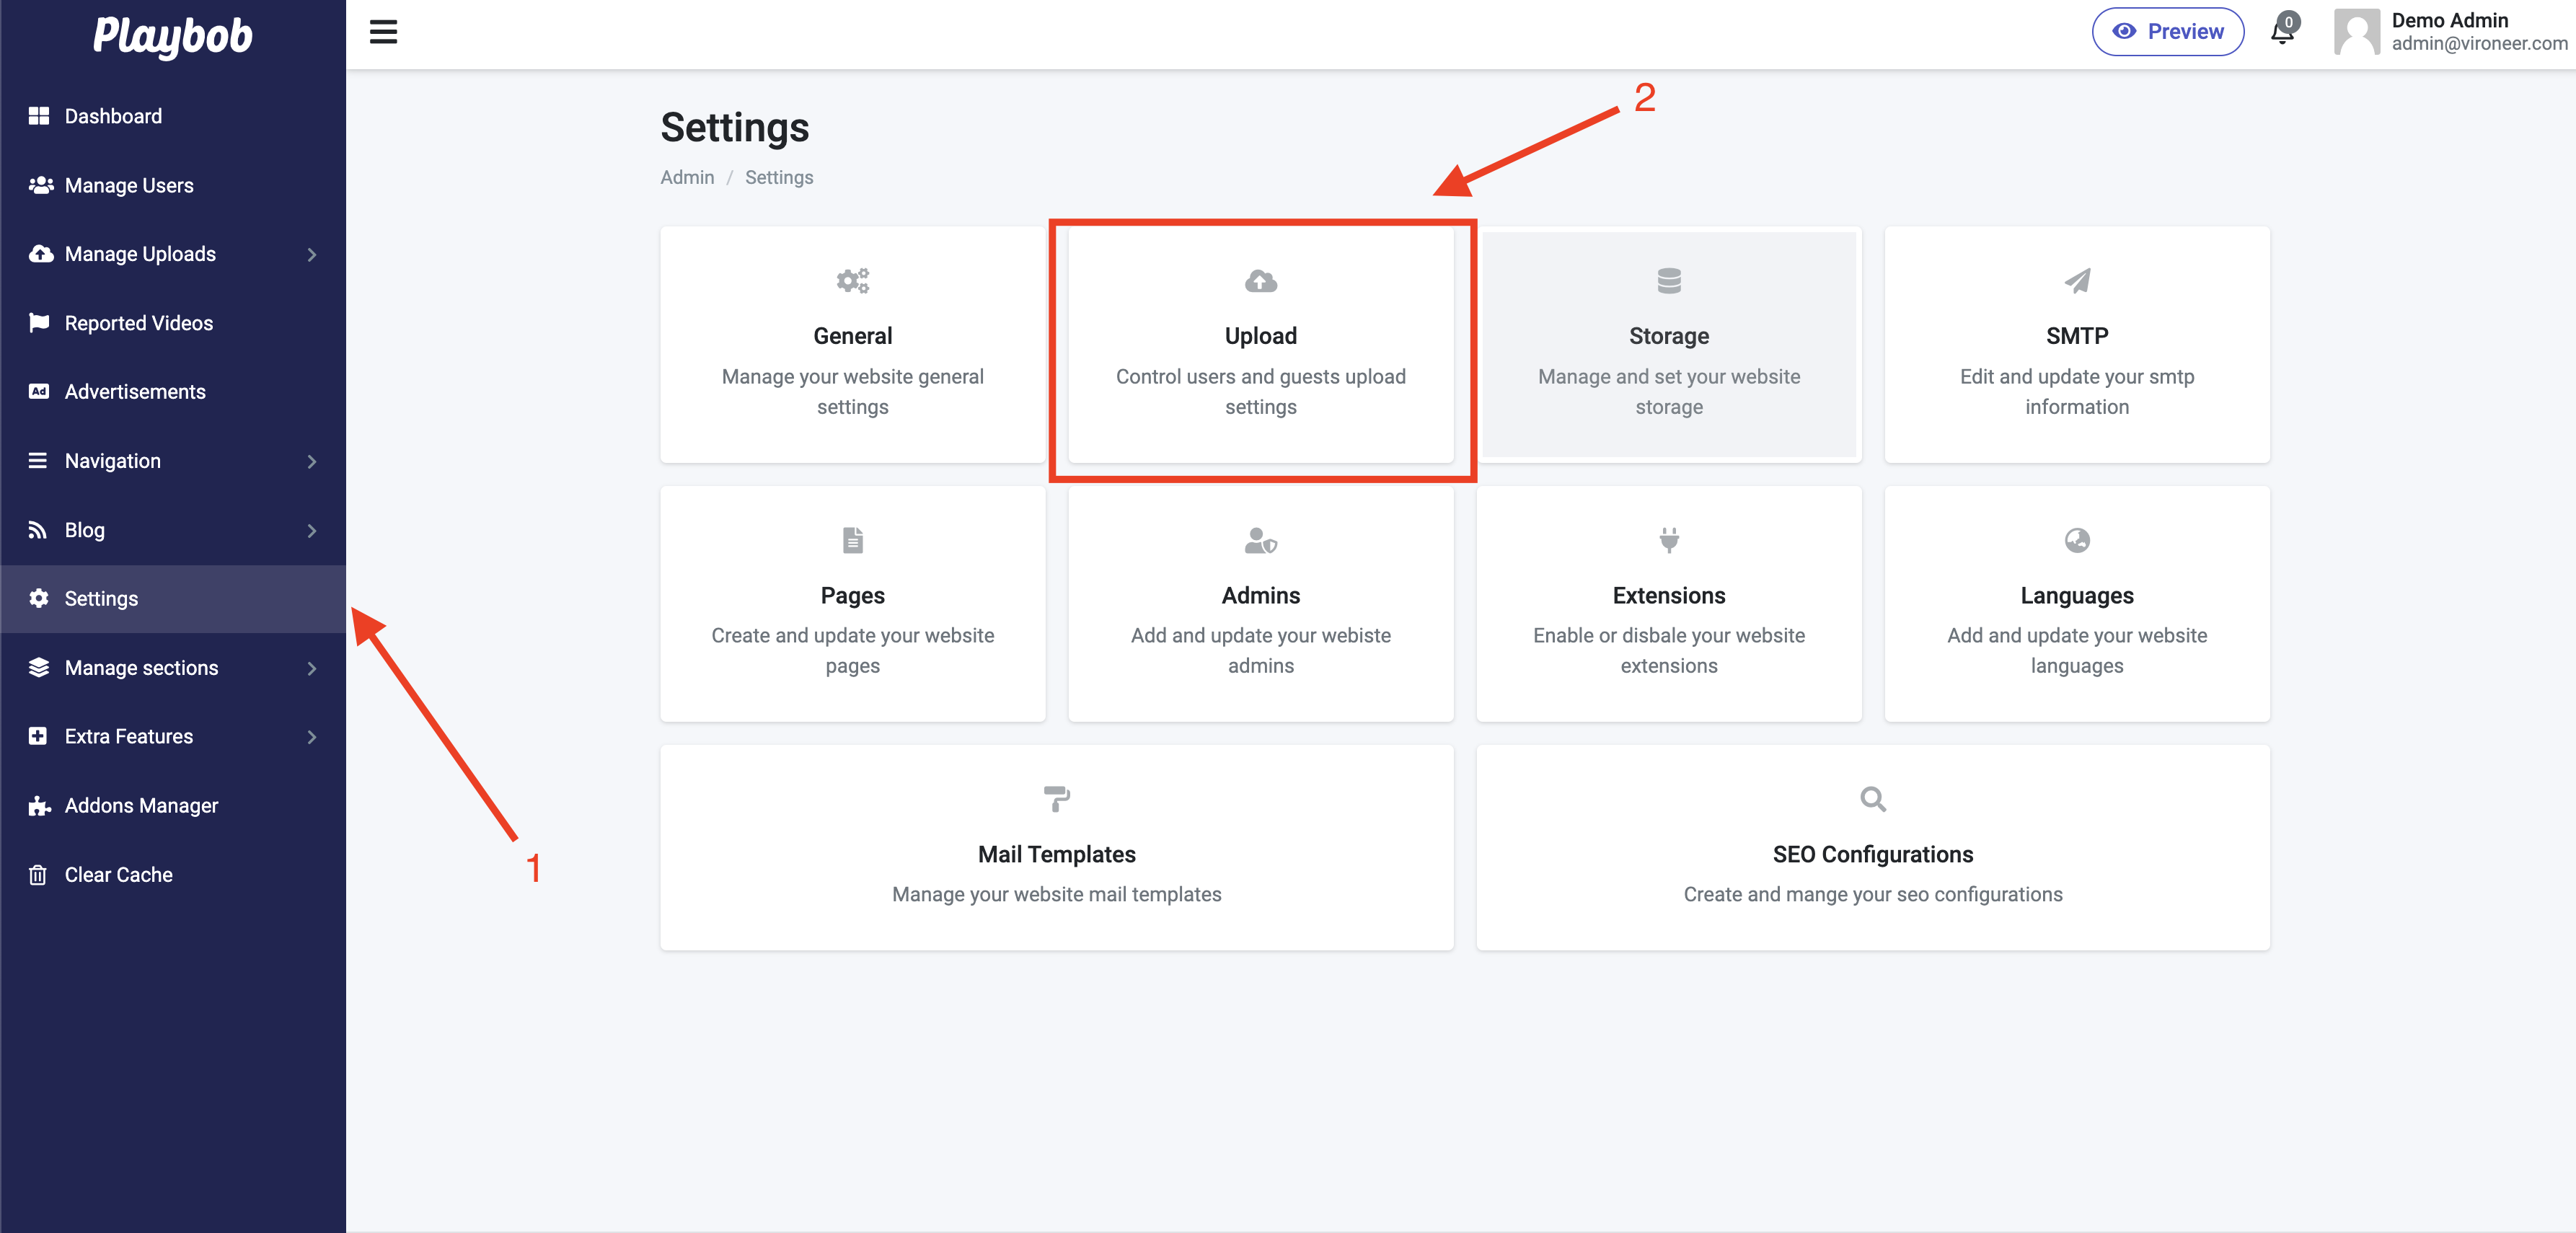 Playbob
Preview
0
Demo Admin
admin@vironeer.com
Dashboard
Manage Users
Manage Uploads
Reported Videos
Ad
Advertisements
Navigation
Blog
Settings
Manage sections
Extra Features
Addons Manager
Clear Cache
1
2
Settings
Admin / Settings
General
Manage your website general
settings
Upload
Control users and guests upload
settings
Storage
Manage and set your website
storage
SMTP
Edit and update your smtp
information
Pages
Create and update your website
pages
Admins
Add and update your webiste
admins
Extensions
Enable or disbale your website
extensions
Languages
Add and update your website
languages
Mail Templates
Manage your website mail templates
SEO Configurations
Create and mange your seo configurations